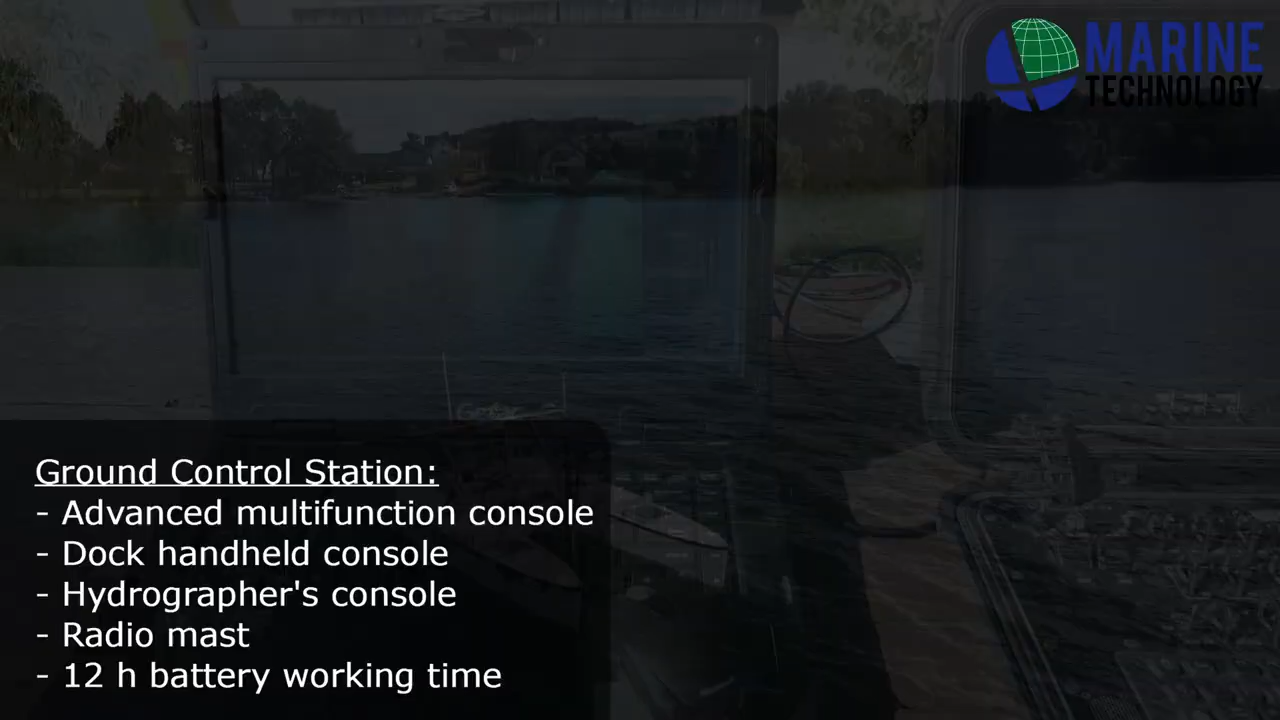 MARINE
TECHNOLOGY
Ground Control Station:
- Advanced multifunction console
- Dock handheld console
- Hydrographer's console
- Radio mast
- 12 h battery working time